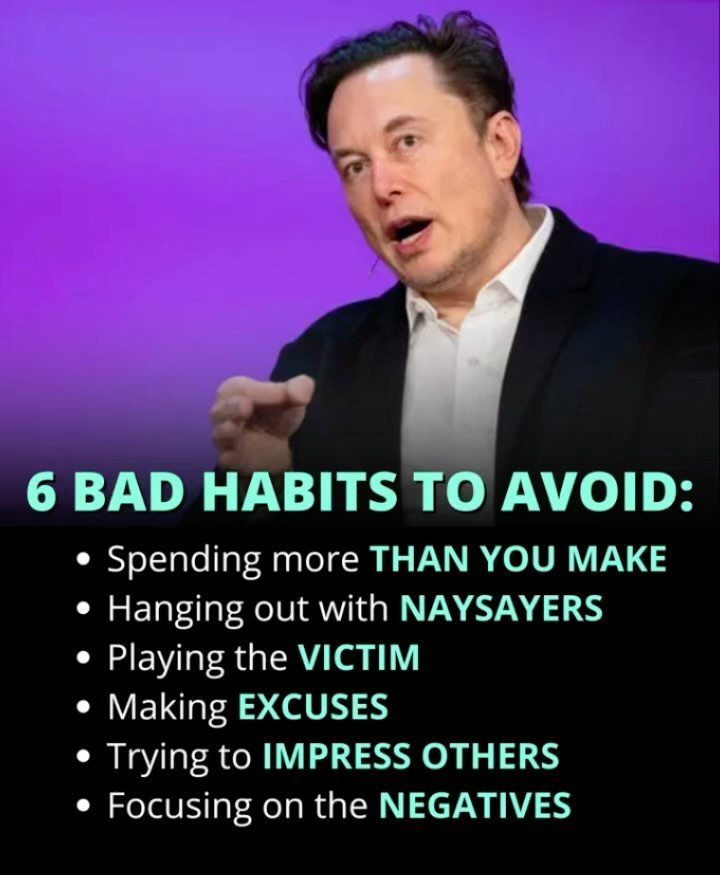 6 BAD HABITS TO AVOID:
• Spending more THAN YOU MAKE
• Hanging out with NAYSAYERS
• Playing the VICTIM
• Making EXCUSES
• Trying to IMPRESS OTHERS
• Focusing on the NEGATIVES